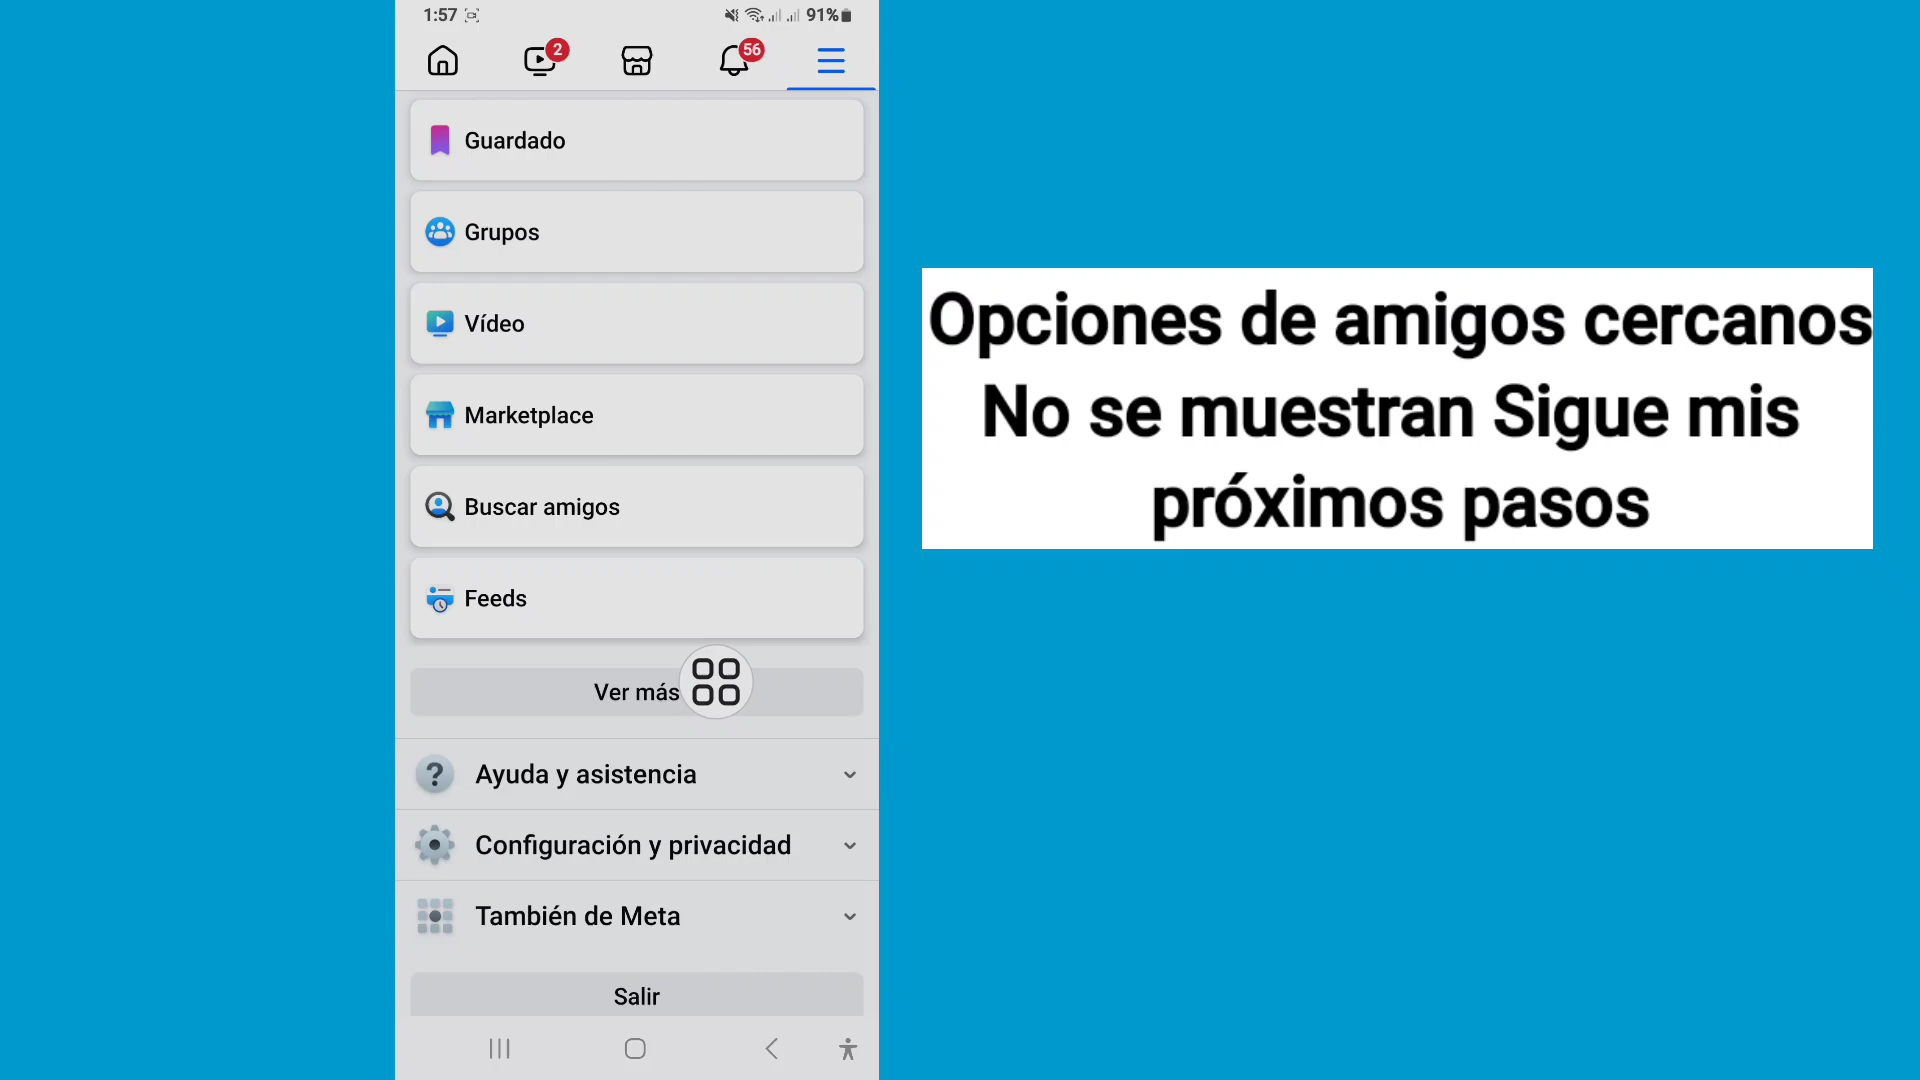 1:57
91%
2
56
Guardado
Grupos
Vídeo
Marketplace
Buscar amigos
Feeds
Ver más
Ayuda y asistencia
Configuración y privacidad
También de Meta
Salir
Opciones de amigos cercanos
No se muestran Sigue mis
próximos pasos